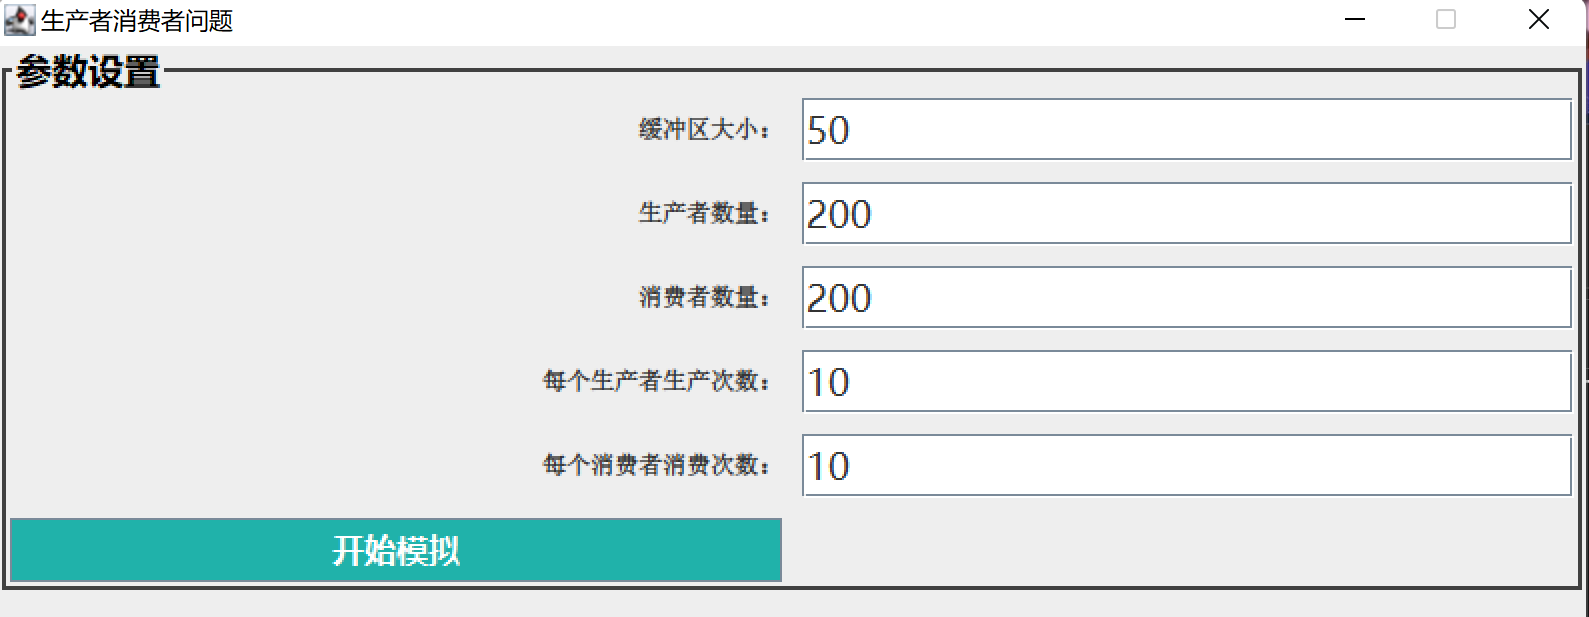 生产者消费者问题
参数设置
缓冲区大小： 50
生产者数量： 200
消费者数量： 200
每个生产者生产次数： 10
每个消费者消费次数： 10
开始模拟